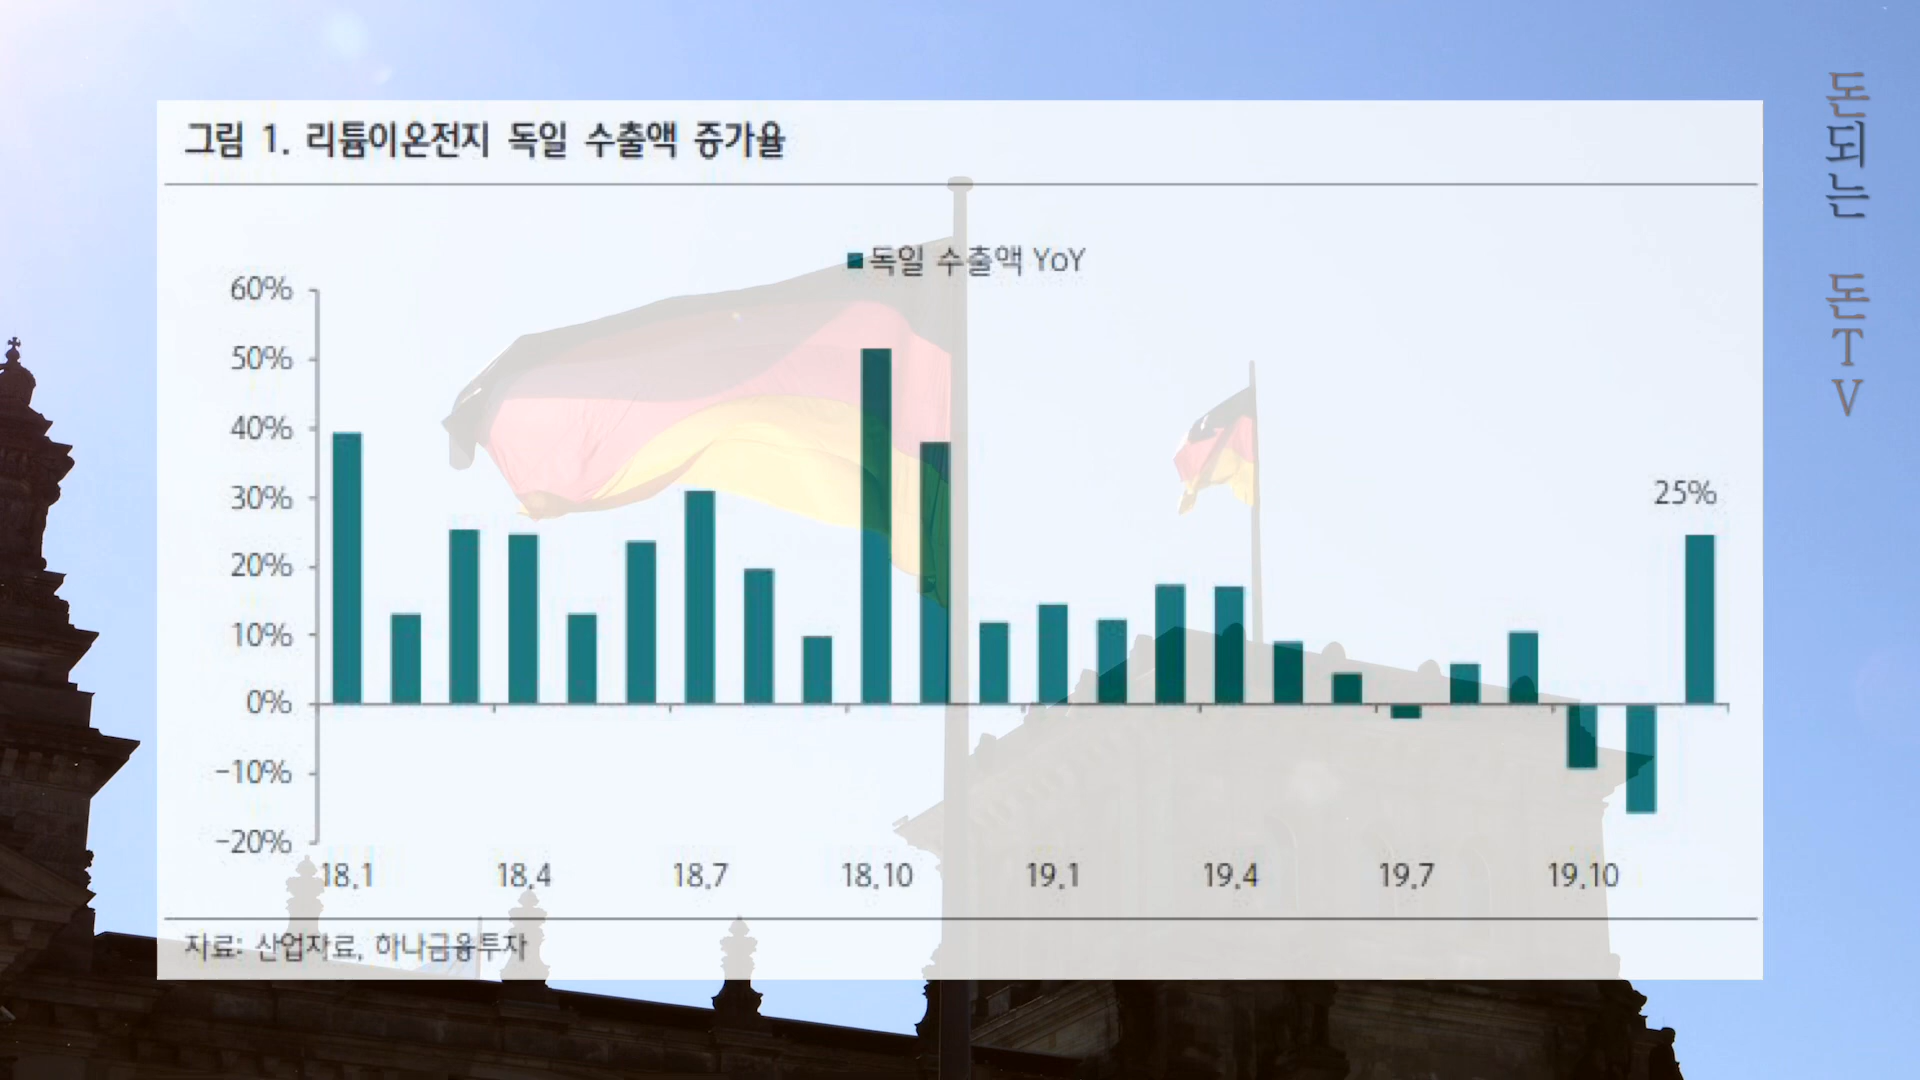 그림 1. 리튬이온전지 독일 수출액 증가율
독일 수출액 YoY
60%
50%
40%
30%
20%
10%
0%
-10%
-20%
25%
18.1 18.4 18.7 18.10 19.1 19.4 19.7 19.10
자료: 산업자료, 하나금융투자
돈되는 돈TV